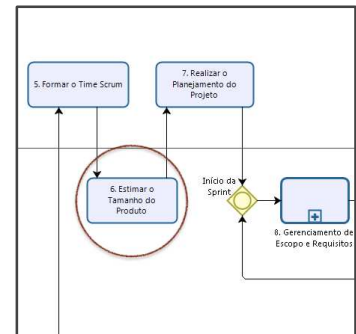 5. Formar o Time Scrum
7. Realizar o
Planejamento do
Projeto
6. Estimar o
Tamanho do
Produto
Início da
Sprint
8. Gerenciamento de
Escopo e Requisitos